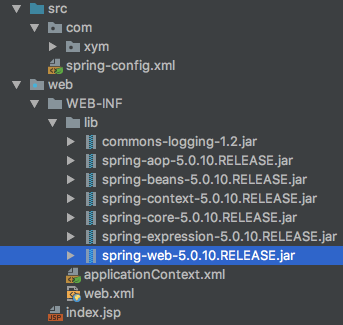 src
com
xym
spring-config.xml
web
WEB-INF
lib
commons-logging-1.2.jar
spring-aop-5.0.10.RELEASE.jar
spring-beans-5.0.10.RELEASE.jar
spring-context-5.0.10.RELEASE.jar
spring-core-5.0.10.RELEASE.jar
spring-expression-5.0.10.RELEASE.jar
spring-web-5.0.10.RELEASE.jar
applicationContext.xml
web.xml
JSP index.jsp